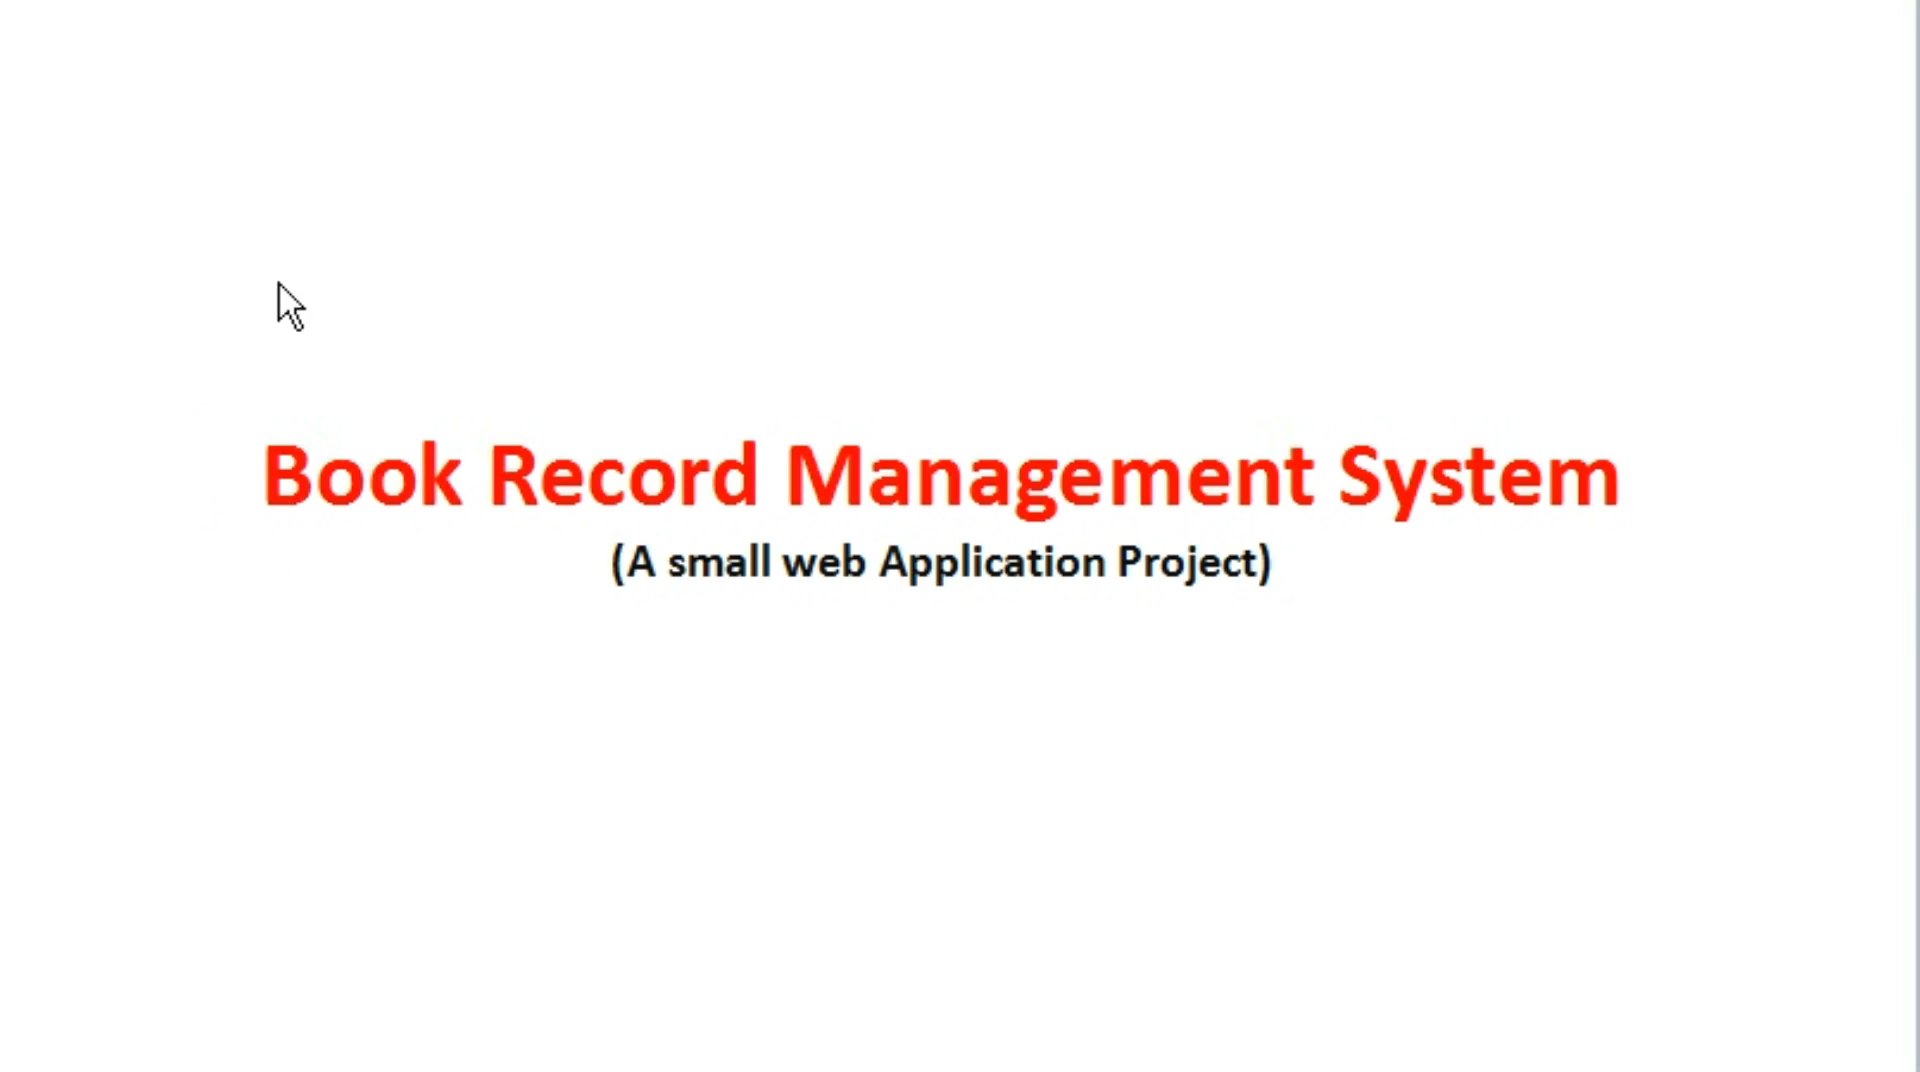 Book Record Management System
(A small web Application Project)